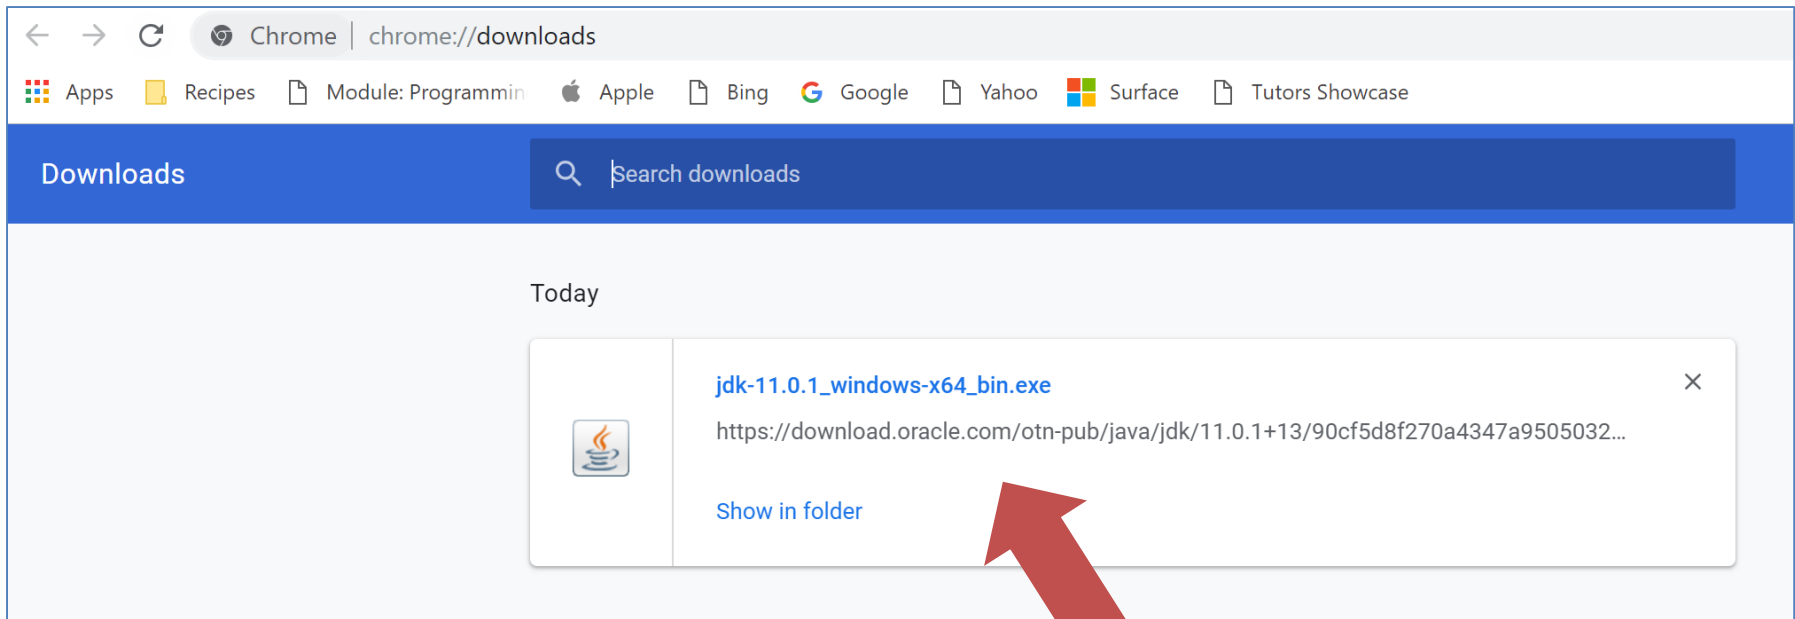 Chrome chrome://downloads
Apps Recipes Module: Programmin Apple Bing Google Yahoo Surface Tutors Showcase
Downloads Search downloads
Today
jdk-11.0.1_windows-x64_bin.exe
https://download.oracle.com/otn-pub/java/jdk/11.0.1+13/90cf5d8f270a4347a9505032...
Show in folder